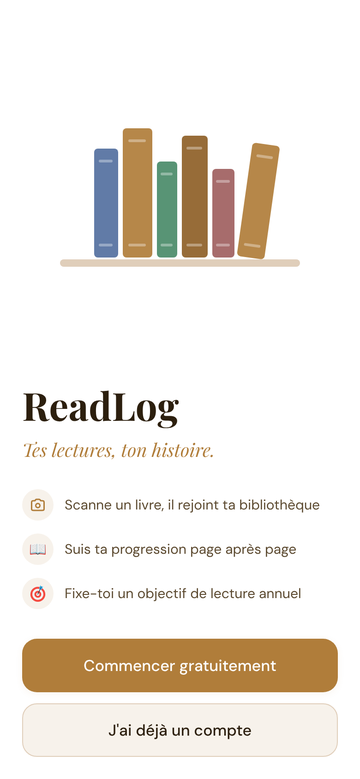 ReadLog
Tes lectures, ton histoire.
Scanne un livre, il rejoint ta bibliothèque
Suis ta progression page après page
Fixe-toi un objectif de lecture annuel
Commencer gratuitement
J'ai déjà un compte